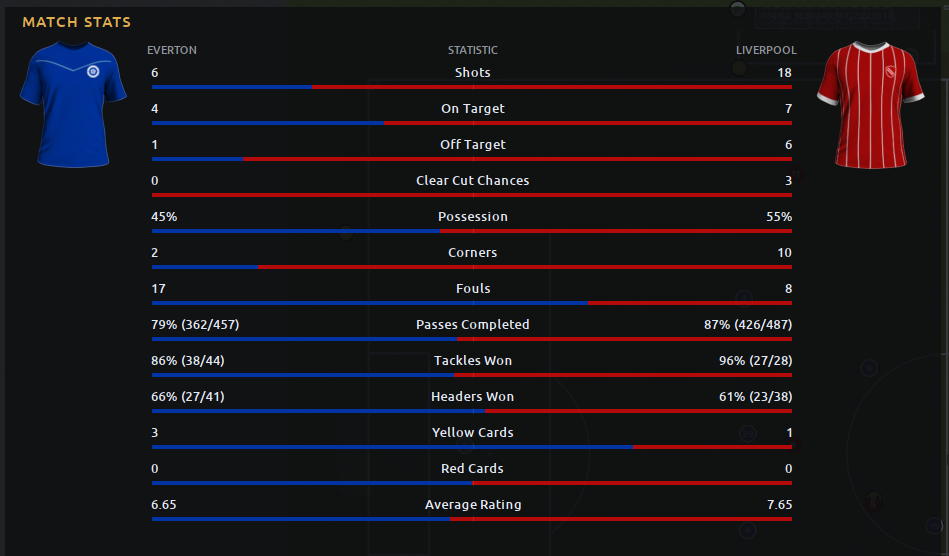 MATCH STATS
EVERTON STATISTIC LIVERPOOL
6 Shots 18
4 On Target 7
1 Off Target 6
0 Clear Cut Chances 3
45% Possession 55%
2 Corners 10
17 Fouls 8
79% (362/457) Passes Completed 87% (426/487)
86% (38/44) Tackles Won 96% (27/28)
66% (27/41) Headers Won 61% (23/38)
3 Yellow Cards 1
0 Red Cards 0
6.65 Average Rating 7.65